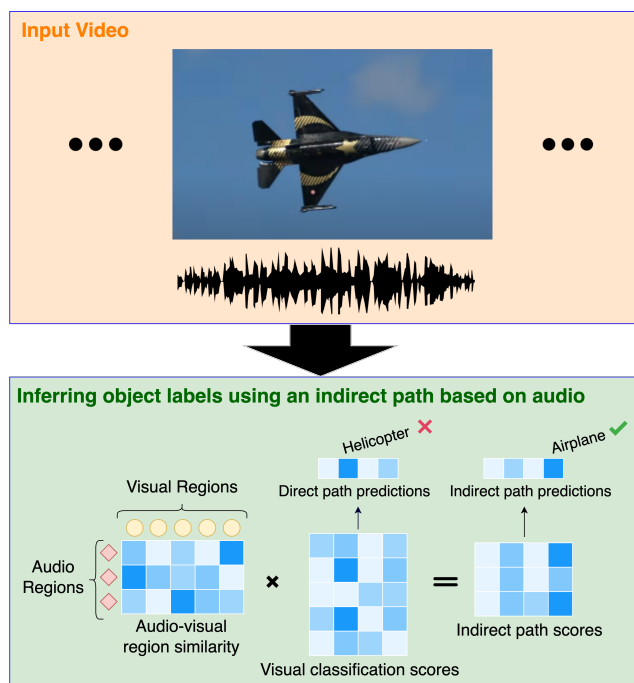 Input Video
Inferring object labels using an indirect path based on audio
Helicopter
Airplane
Direct path predictions
Indirect path predictions
Visual Regions
Audio
Regions
Audio-visual
region similarity
Visual classification scores
Indirect path scores